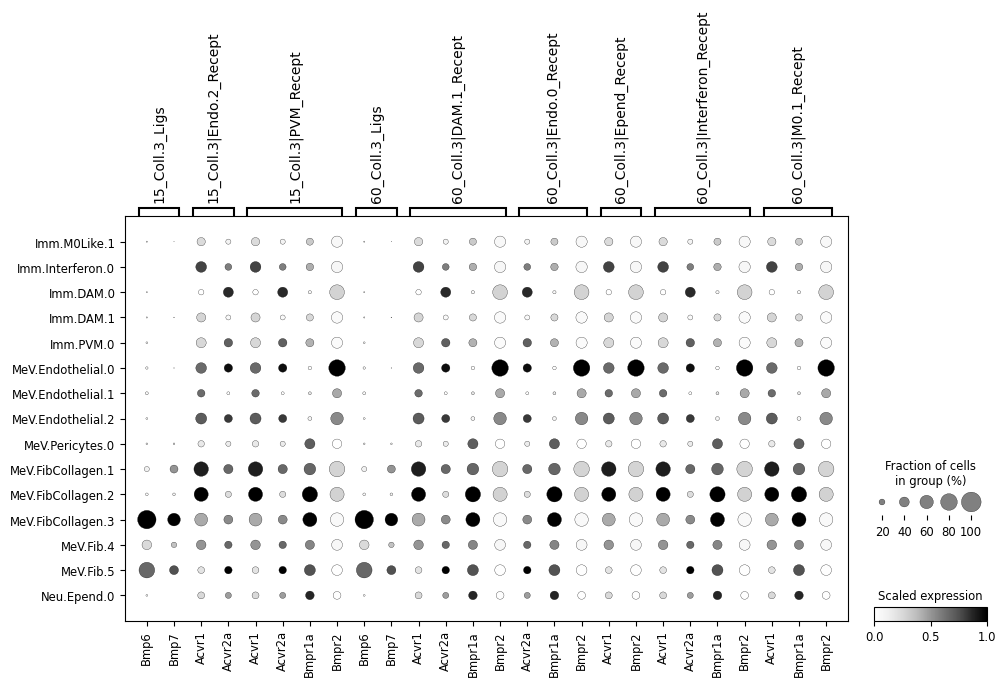 15_Coll.3_Ligs
15_Coll.3|Endo.2_Recept
15_Coll.3|PVM_Recept
60_Coll.3_Ligs
60_Coll.3|DAM.1_Recept
60_Coll.3|Endo.0_Recept
60_Coll.3|Epend_Recept
60_Coll.3|Interferon_Recept
60_Coll.3|M0.1_Recept
Imm.M0Like.1
Imm.Interferon.0
Imm.DAM.0
Imm.DAM.1
Imm.PVM.0
MeV.Endothelial.0
MeV.Endothelial.1
MeV.Endothelial.2
MeV.Pericytes.0
MeV.FibCollagen.1
MeV.FibCollagen.2
MeV.FibCollagen.3
MeV.Fib.4
MeV.Fib.5
Neu.Epend.0
Bmp6
Bmp7
Acvr1
Acvr2a
Acvr1
Acvr2a
Bmpr1a
Bmpr2
Bmp6
Bmp7
Acvr1
Acvr2a
Bmpr1a
Bmpr2
Acvr2a
Bmpr1a
Bmpr2
Acvr1
Bmpr2
Acvr1
Acvr2a
Bmpr1a
Bmpr2
Acvr1
Bmpr1a
Bmpr2
Fraction of cells
in group (%)
20 40 60 80 100
Scaled expression
0.0 0.5 1.0